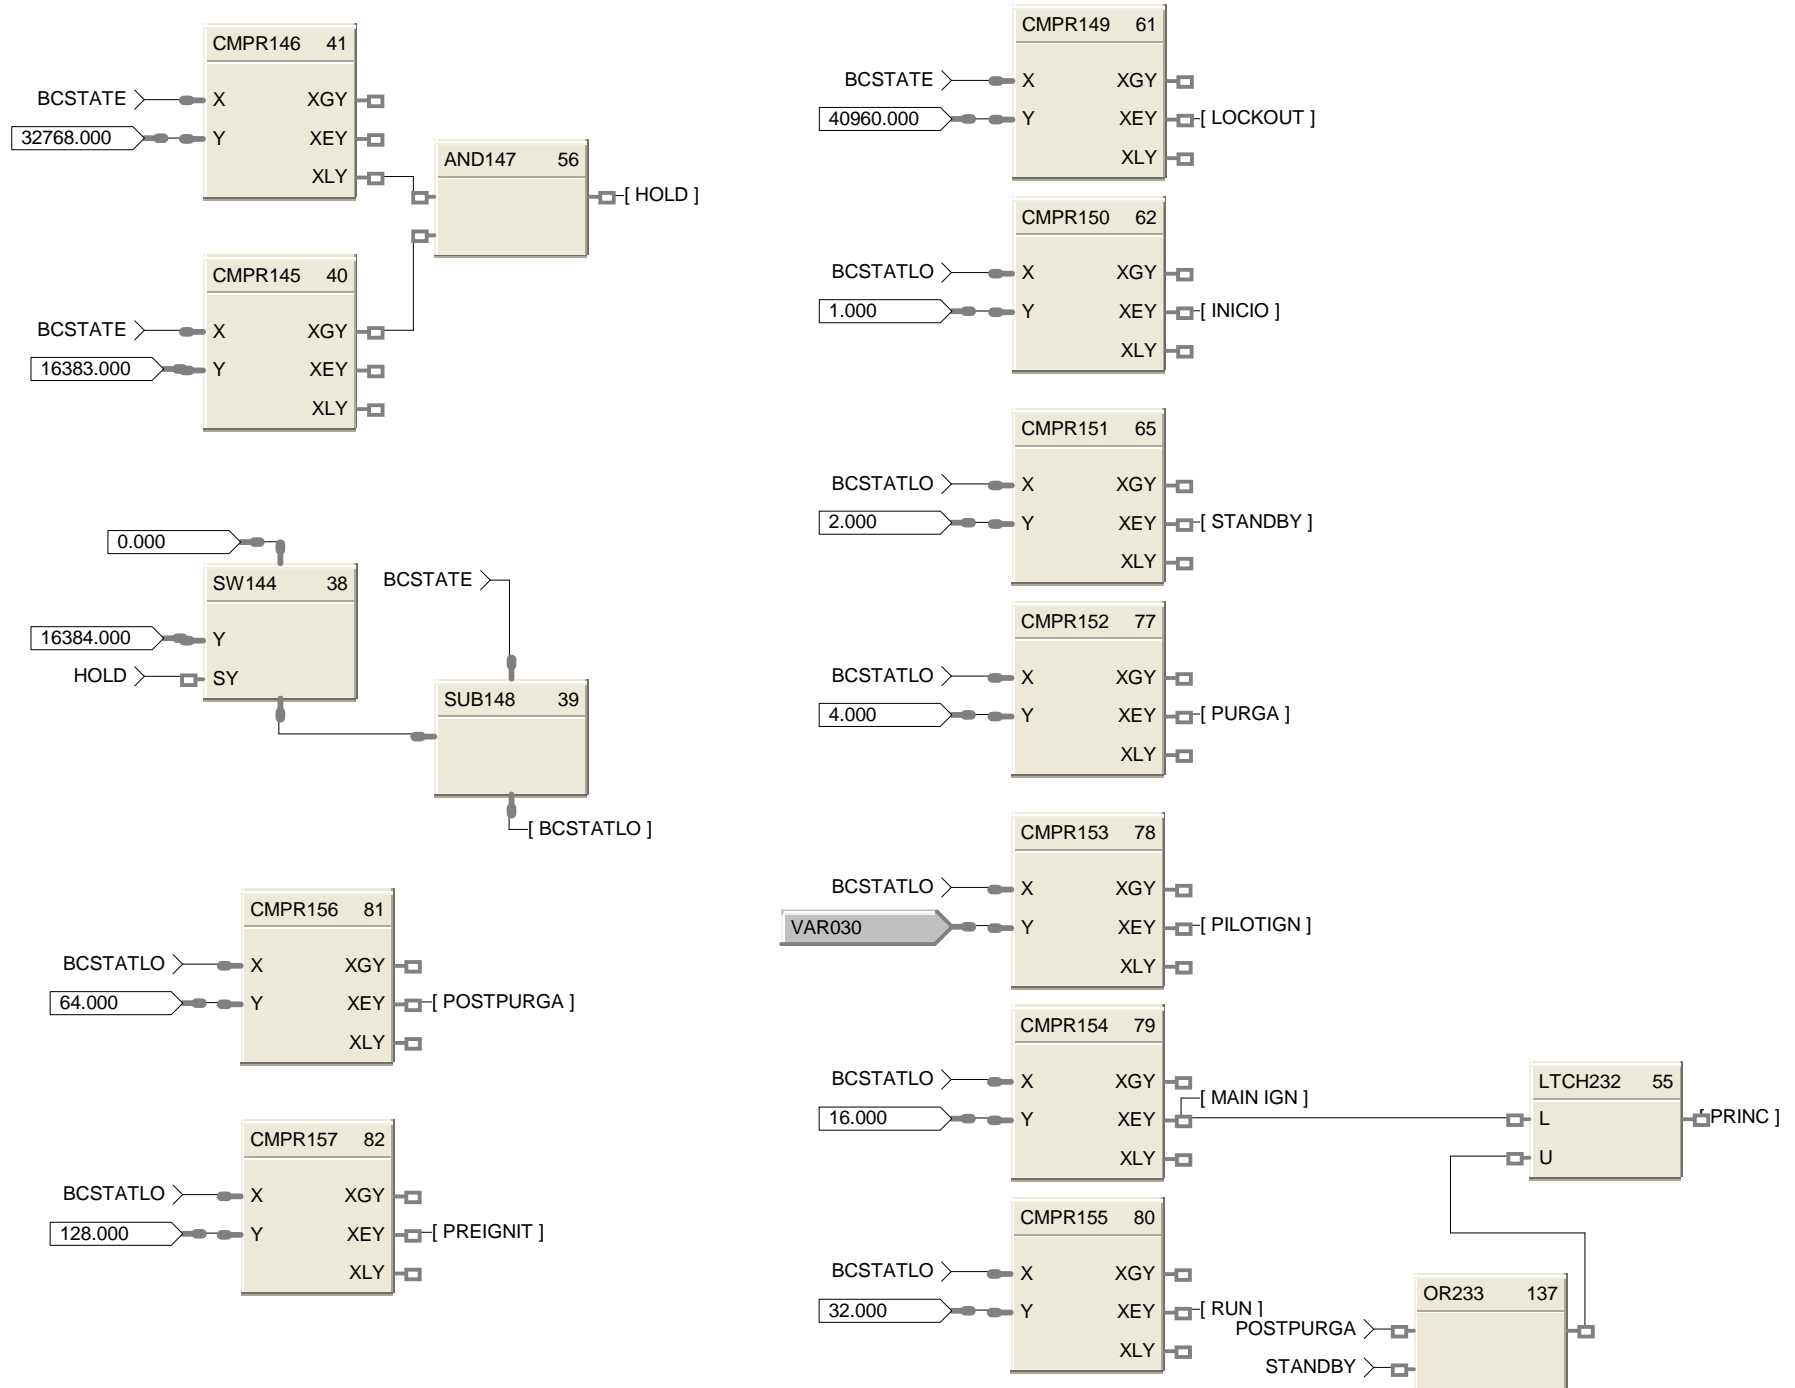 CMPR146 41
BCSTATE X XGY
32768.000 Y XEY
XLY
AND147 56
[ HOLD ]
CMPR145 40
BCSTATE X XGY
16383.000 Y XEY
XLY
0.000
SW144 38
16384.000 Y
HOLD SY
BCSTATE
SUB148 39
[ BCSTATLO ]
CMPR156 81
BCSTATLO X XGY
64.000 Y XEY [ POSTPURGA ]
XLY
CMPR157 82
BCSTATLO X XGY
128.000 Y XEY [ PREIGNIT ]
XLY
CMPR149 61
BCSTATE X XGY
40960.000 Y XEY [ LOCKOUT ]
XLY
CMPR150 62
BCSTATLO X XGY
1.000 Y XEY [ INICIO ]
XLY
CMPR151 65
BCSTATLO X XGY
2.000 Y XEY [ STANDBY ]
XLY
CMPR152 77
BCSTATLO X XGY
4.000 Y XEY [ PURGA ]
XLY
CMPR153 78
BCSTATLO X XGY
VAR030 Y XEY [ PILOTIGN ]
XLY
CMPR154 79
BCSTATLO X XGY
[ MAIN IGN ]
16.000 Y XEY
XLY
LTCH232 55
L [ PRINC ]
U
CMPR155 80
BCSTATLO X XGY
32.000 Y XEY [ RUN ]
XLY
OR233 137
POSTPURGA
STANDBY